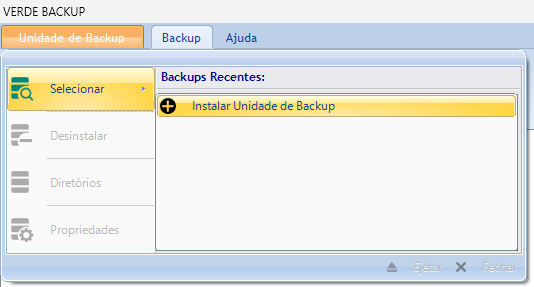 VERDE BACKUP
Unidade de Backup Backup Ajuda
Backups Recentes:
Selecionar
Instalar Unidade de Backup
Desinstalar
Diretórios
Propriedades
Ejetar Fechar